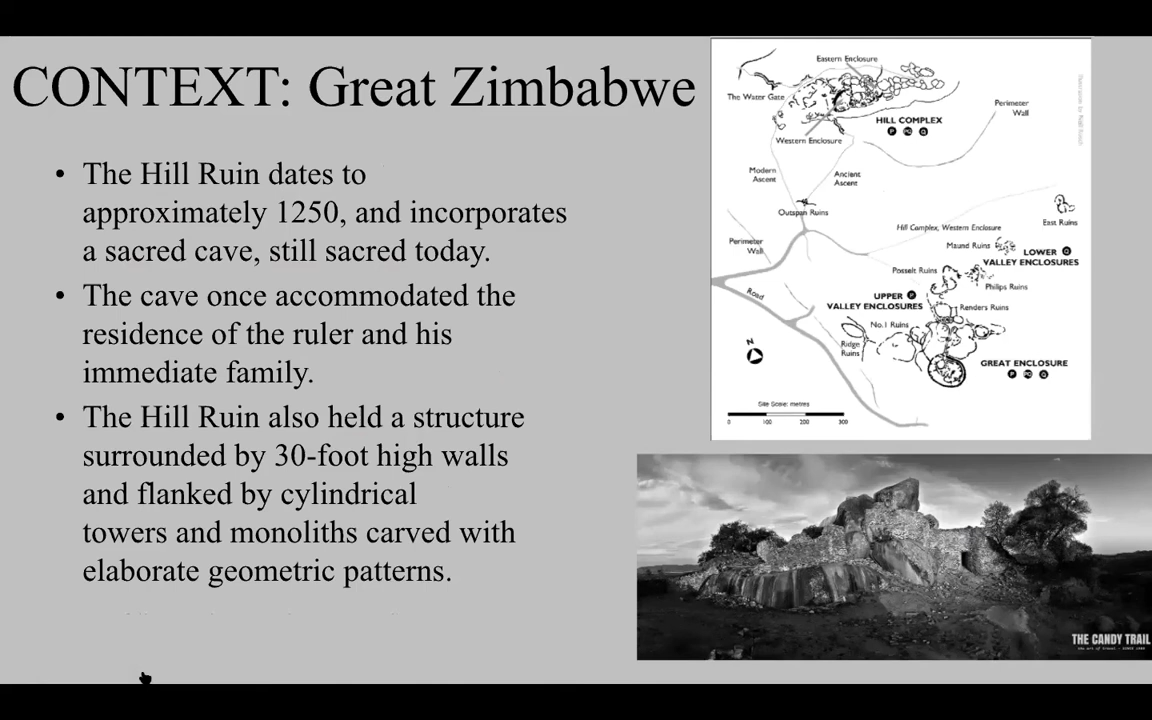 CONTEXT: Great Zimbabwe
• The Hill Ruin dates to
approximately 1250, and incorporates
a sacred cave, still sacred today.
• The cave once accommodated the
residence of the ruler and his
immediate family.
• The Hill Ruin also held a structure
surrounded by 30-foot high walls
and flanked by cylindrical
towers and monoliths carved with
elaborate geometric patterns.
Eastern Enclosure
The Water Gate
HILL COMPLEX
P PO G
Western Enclosure
Perimeter
Wall
Modern
Ascent
Ancient
Ascent
Outspan Ruins
East Ruins
Hill Complex, Western Enclosure
Perimeter
Wall
Maund Ruins
LOWER G
VALLEY ENCLOSURES
Posselt Ruins
Philips Ruins
Road
UPPER P
VALLEY ENCLOSURES
Renders Ruins
No.1 Ruins
Ridge
Ruins
N
GREAT ENCLOSURE
P PO G
Site Scale: metres
0 100 200 300
THE CANDY TRAIL